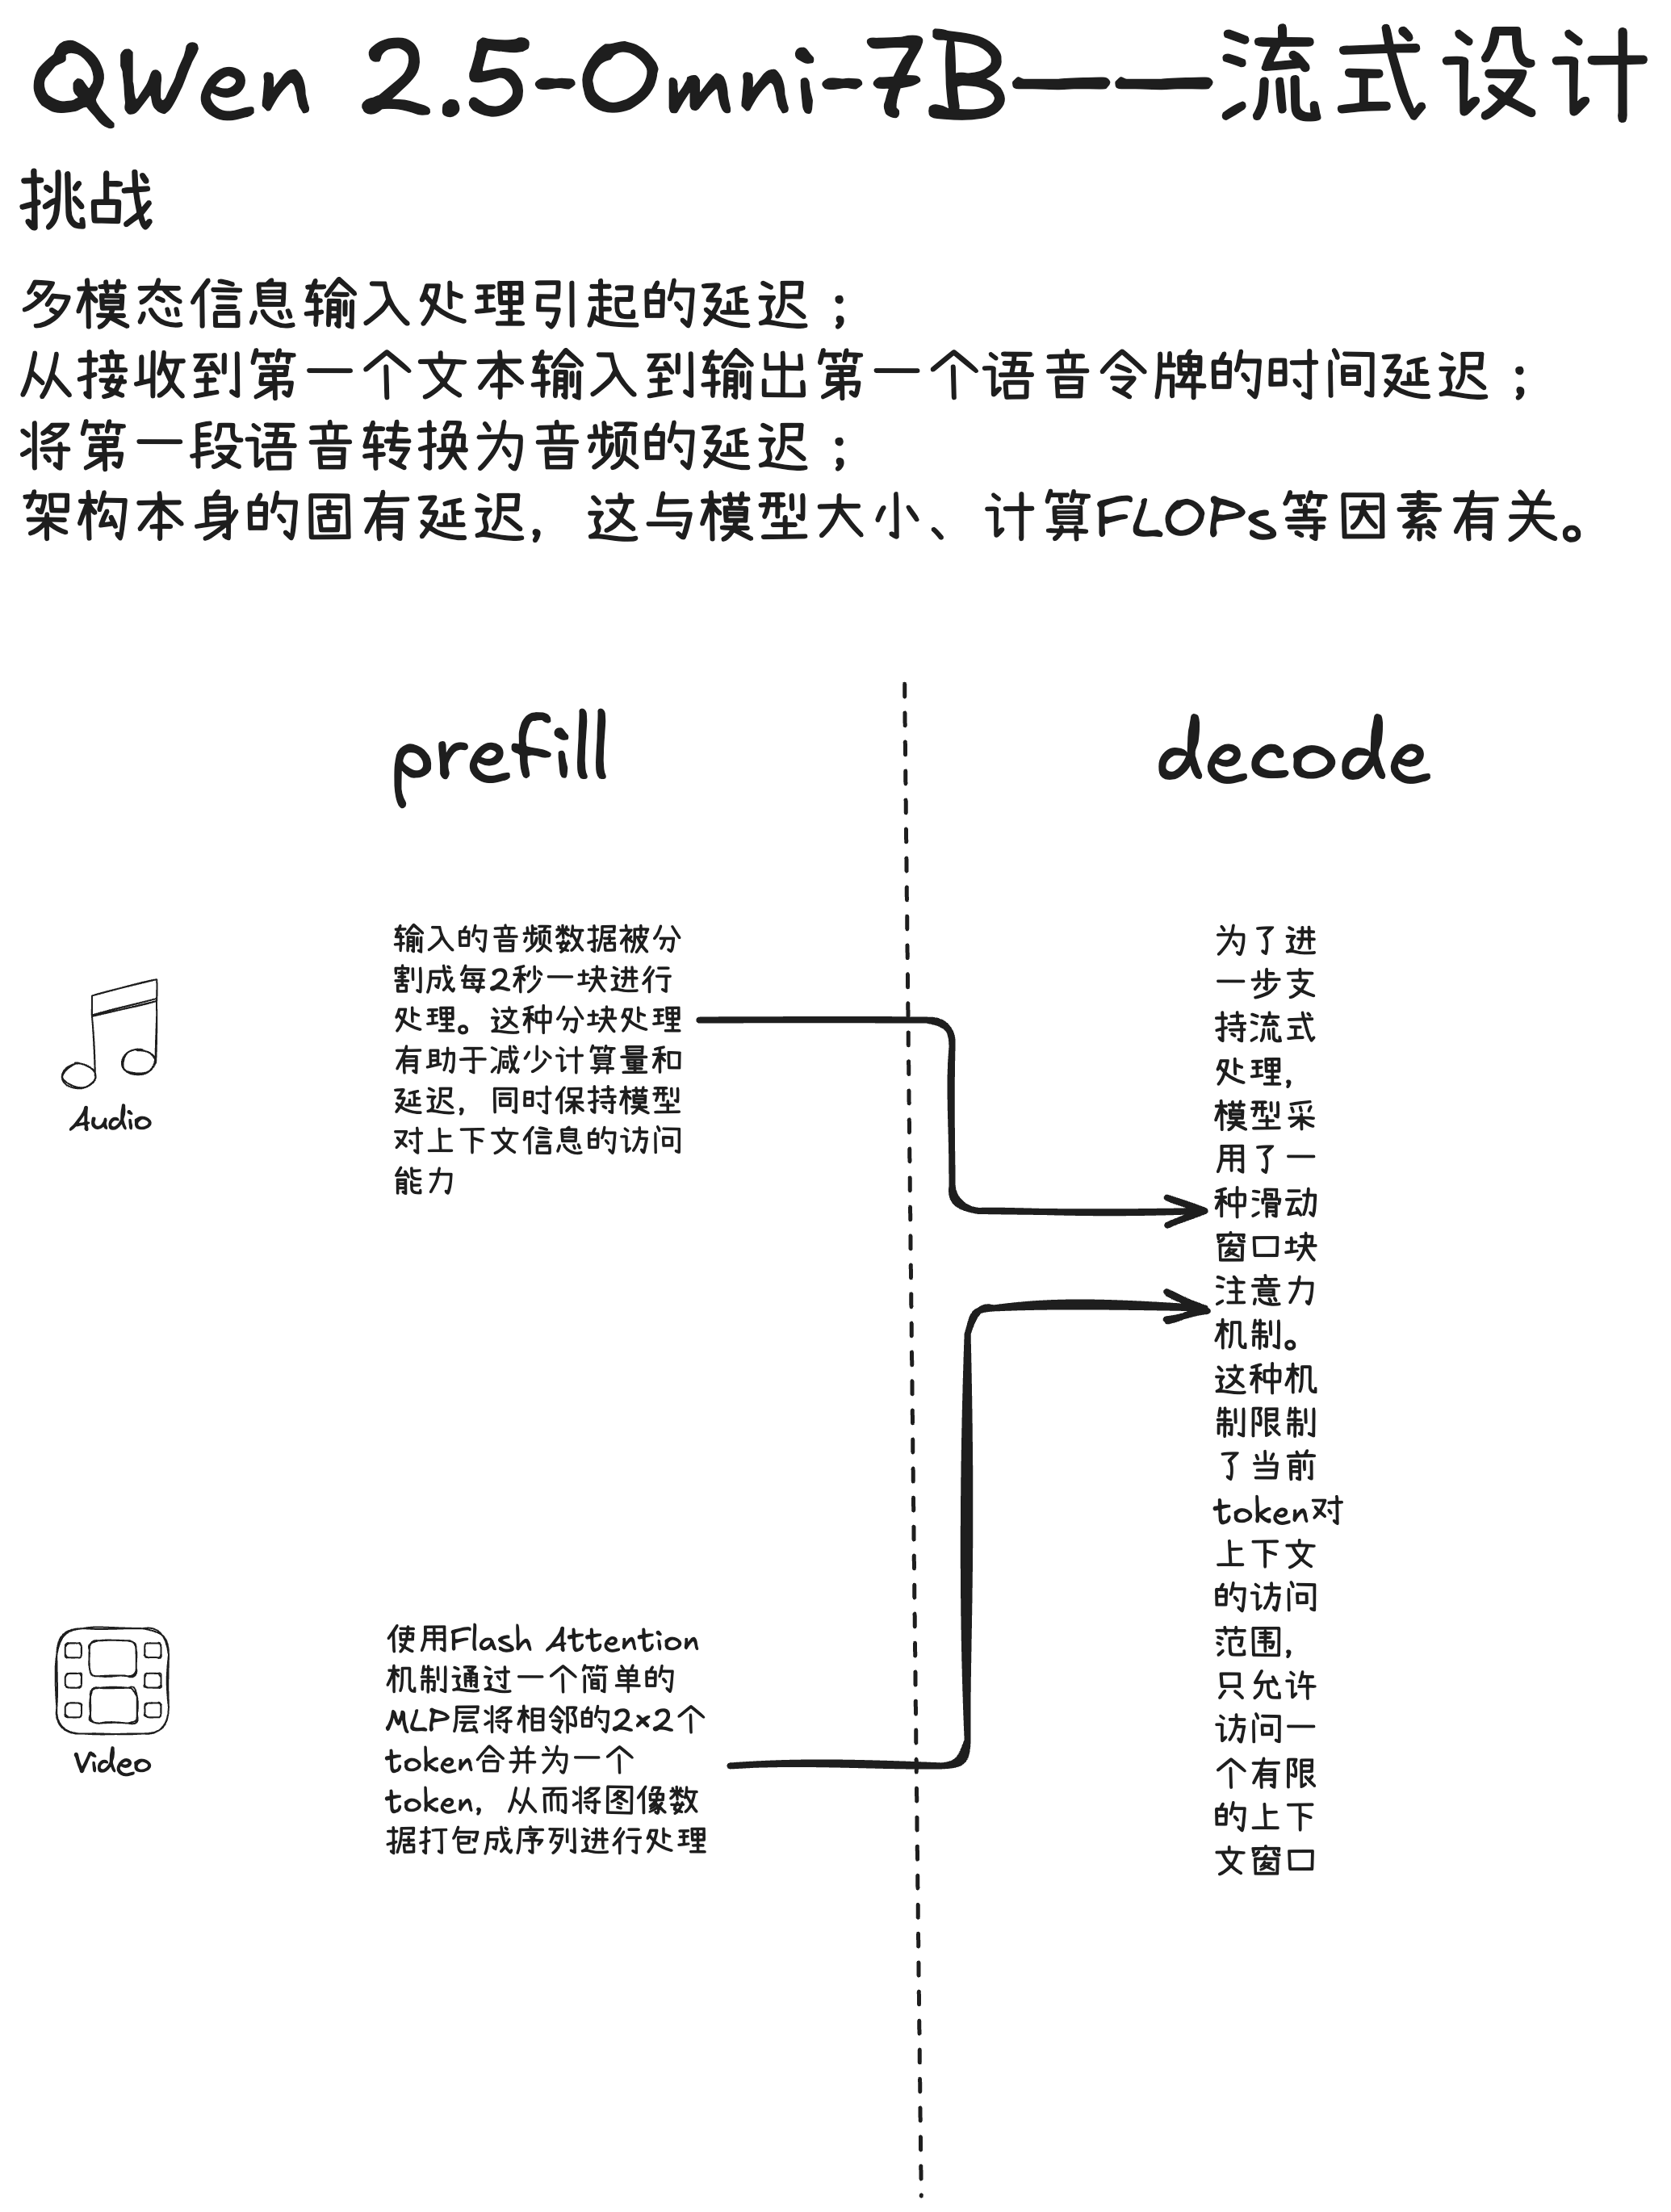 QWen 2.5-Omni-7B——流式设计
挑战
多模态信息输入处理引起的延迟；
从接收到第一个文本输入到输出第一个语音令牌的时间延迟；
将第一段语音转换为音频的延迟；
架构本身的固有延迟，这与模型大小、计算FLOPs等因素有关。
prefill
decode
Audio
输入的音频数据被分
割成每2秒一块进行
处理。这种分块处理
有助于减少计算量和
延迟，同时保持模型
对上下文信息的访问
能力
Video
使用Flash Attention
机制通过一个简单的
MLP层将相邻的2×2个
token合并为一个
token，从而将图像数
据打包成序列进行处理
为了进
一步支
持流式
处理，
模型采
用了一
种滑动
窗口块
注意力
机制。
这种机
制限制
了当前
token对
上下文
的访问
范围，
只允许
访问一
个有限
的上下
文窗口